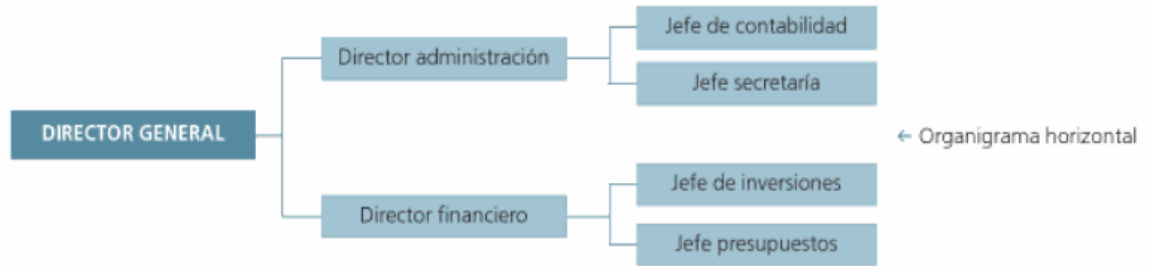 Jefe de contabilidad
Director administración
Jefe secretaría
DIRECTOR GENERAL
← Organigrama horizontal
Jefe de inversiones
Director financiero
Jefe presupuestos